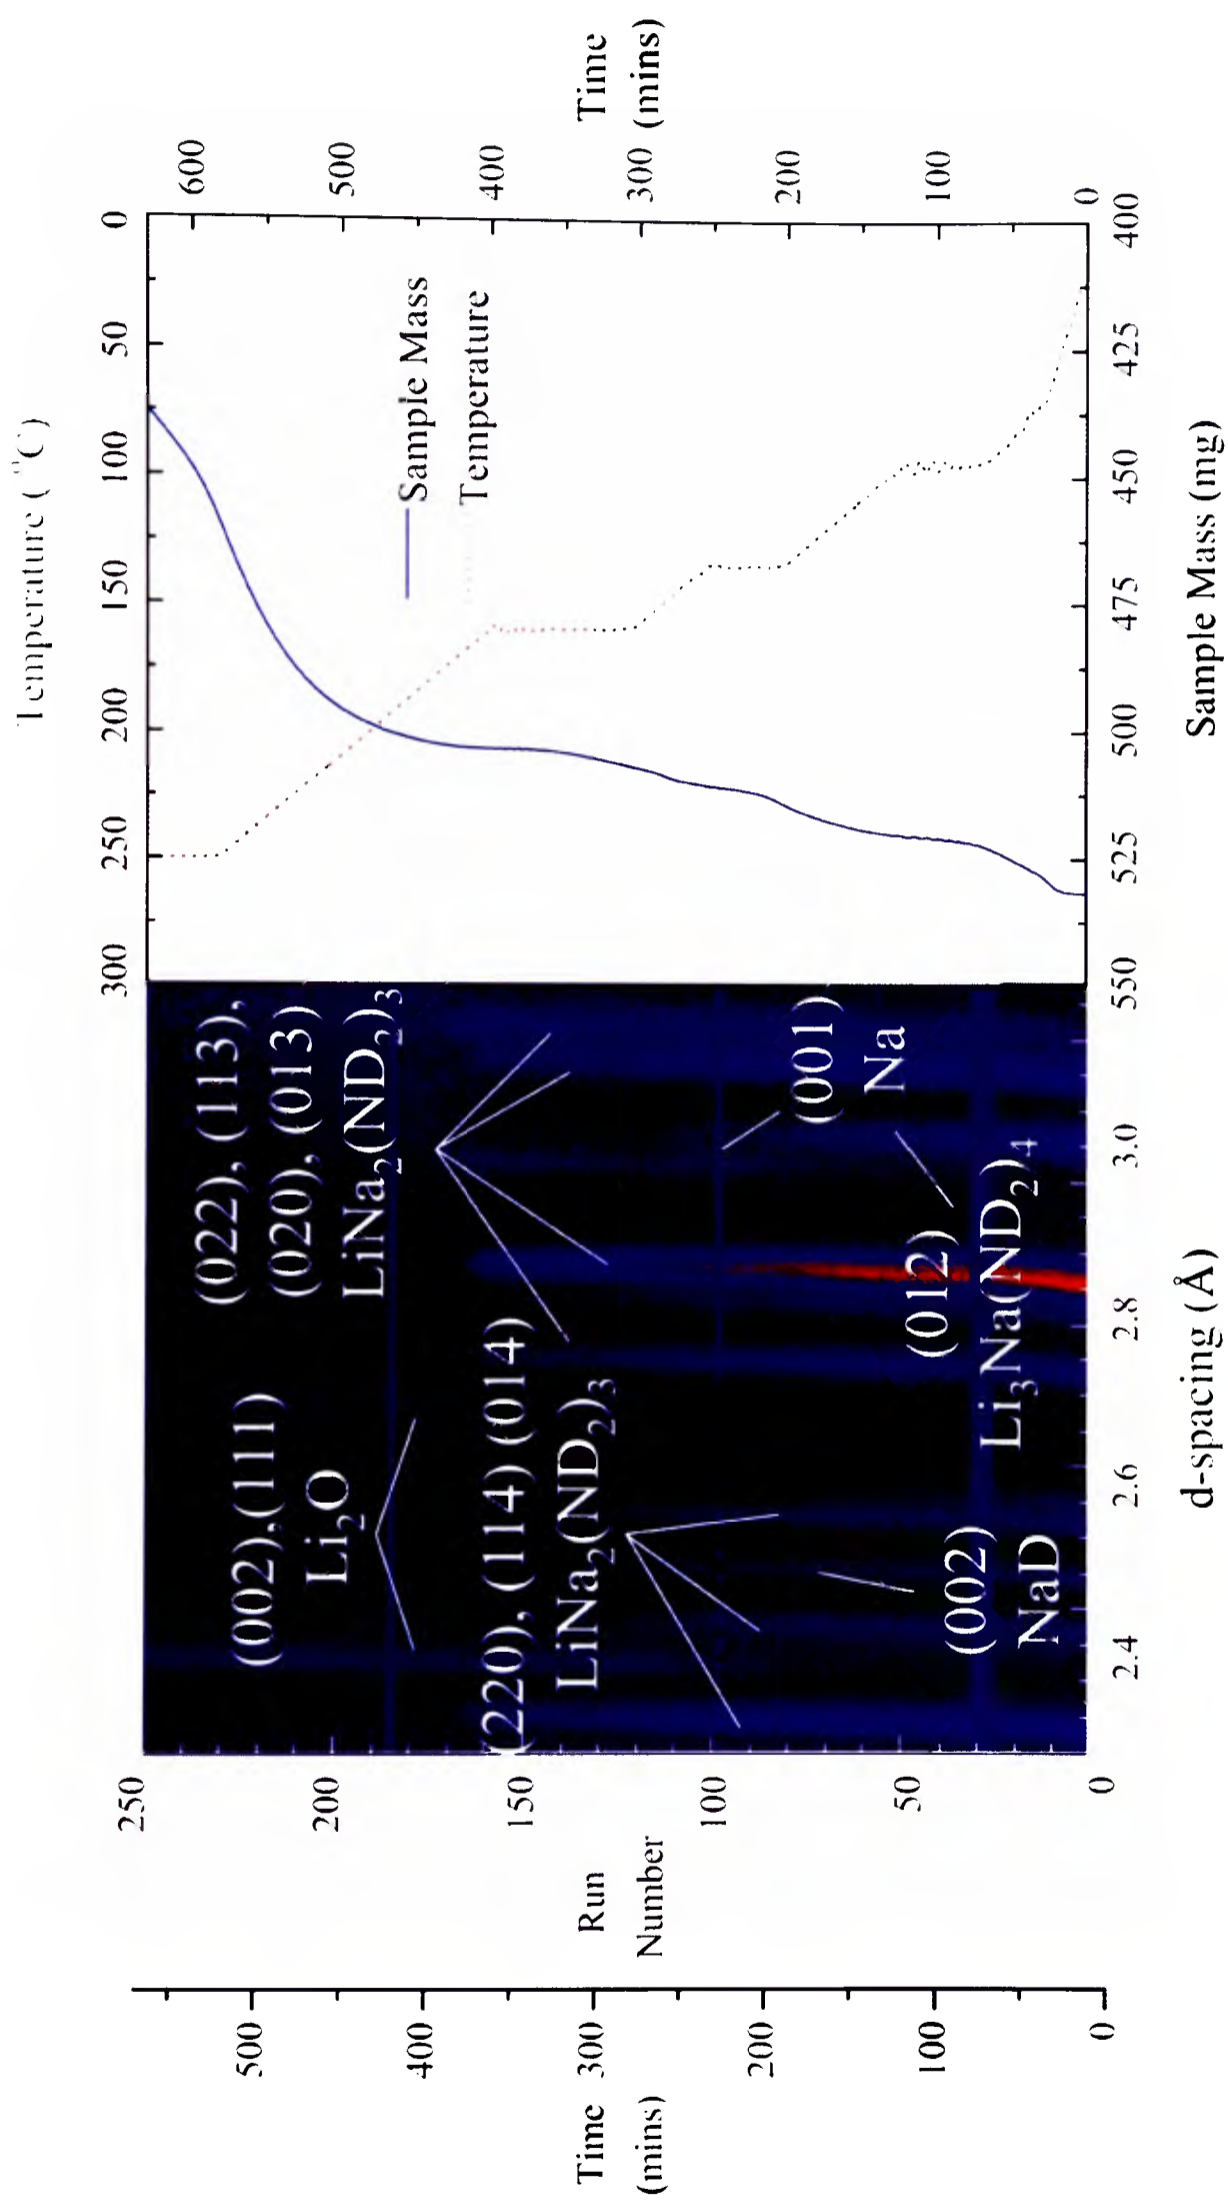 Temperature (°C)
300 250 200 150 100 50 0
Time
(mins)
500
400
300
200
100
0
Run
Number
250
200
150
100
50
0
(002),(111)
Li₂O
(022), (113),
(020), (013)
LiNa₂(ND₂)₃
(220), (114) (014)
LiNa₂(ND₂)₃
(001)
Na
(012)
Li₃Na(ND₂)₄
(002)
NaD
2.4 2.6 2.8 3.0
d-spacing (Å)
Sample Mass
Temperature
600
500
400
300
200
100
0
Time
(mins)
550 525 500 475 450 425 400
Sample Mass (mg)